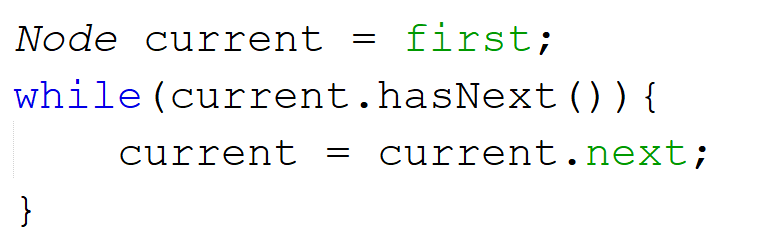 Node current = first;
while(current.hasNext()){
    current = current.next;
}